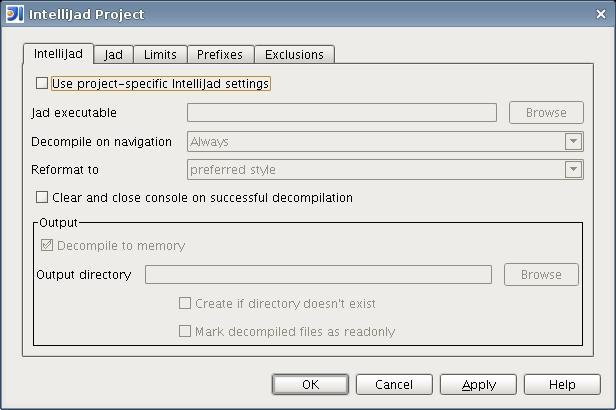 IntelliJad Project
IntelliJad Jad Limits Prefixes Exclusions
Use project-specific IntelliJad settings
Jad executable Browse
Decompile on navigation Always
Reformat to preferred style
Clear and close console on successful decompilation
Output
Decompile to memory
Output directory Browse
Create if directory doesn't exist
Mark decompiled files as readonly
OK Cancel Apply Help